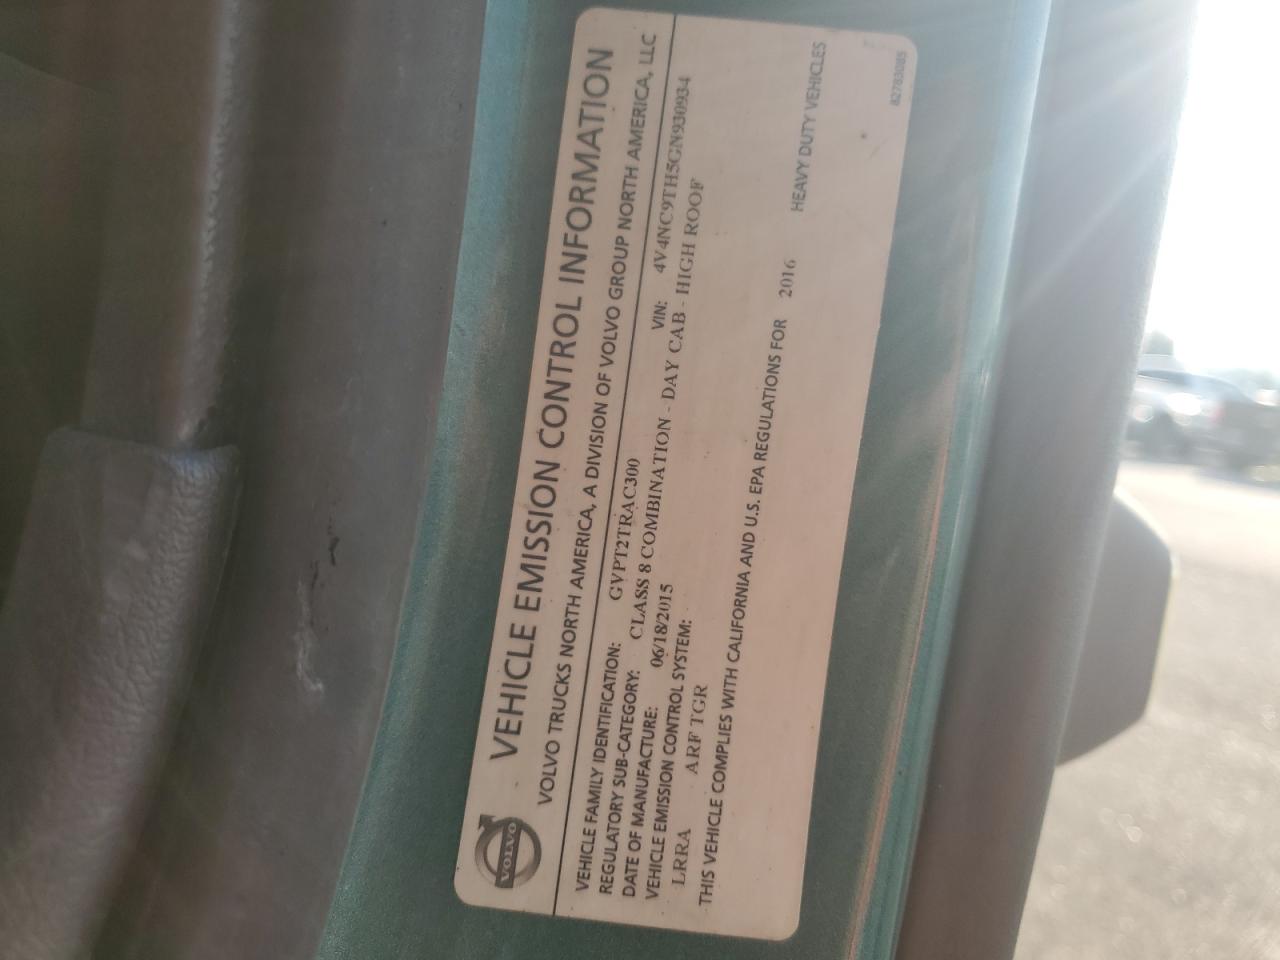 VEHICLE EMISSION CONTROL INFORMATION
VOLVO
VOLVO TRUCKS NORTH AMERICA, A DIVISION OF VOLVO GROUP NORTH AMERICA, LLC
VEHICLE FAMILY IDENTIFICATION: GVPT2TRAC300 VIN: 4V4NC9TH5GN930934
REGULATORY SUB-CATEGORY: CLASS 8 COMBINATION - DAY CAB - HIGH ROOF
DATE OF MANUFACTURE: 06/18/2015
VEHICLE EMISSION CONTROL SYSTEM:
LRRA ARF TGR
THIS VEHICLE COMPLIES WITH CALIFORNIA AND U.S. EPA REGULATIONS FOR 2016 HEAVY DUTY VEHICLES
82783085